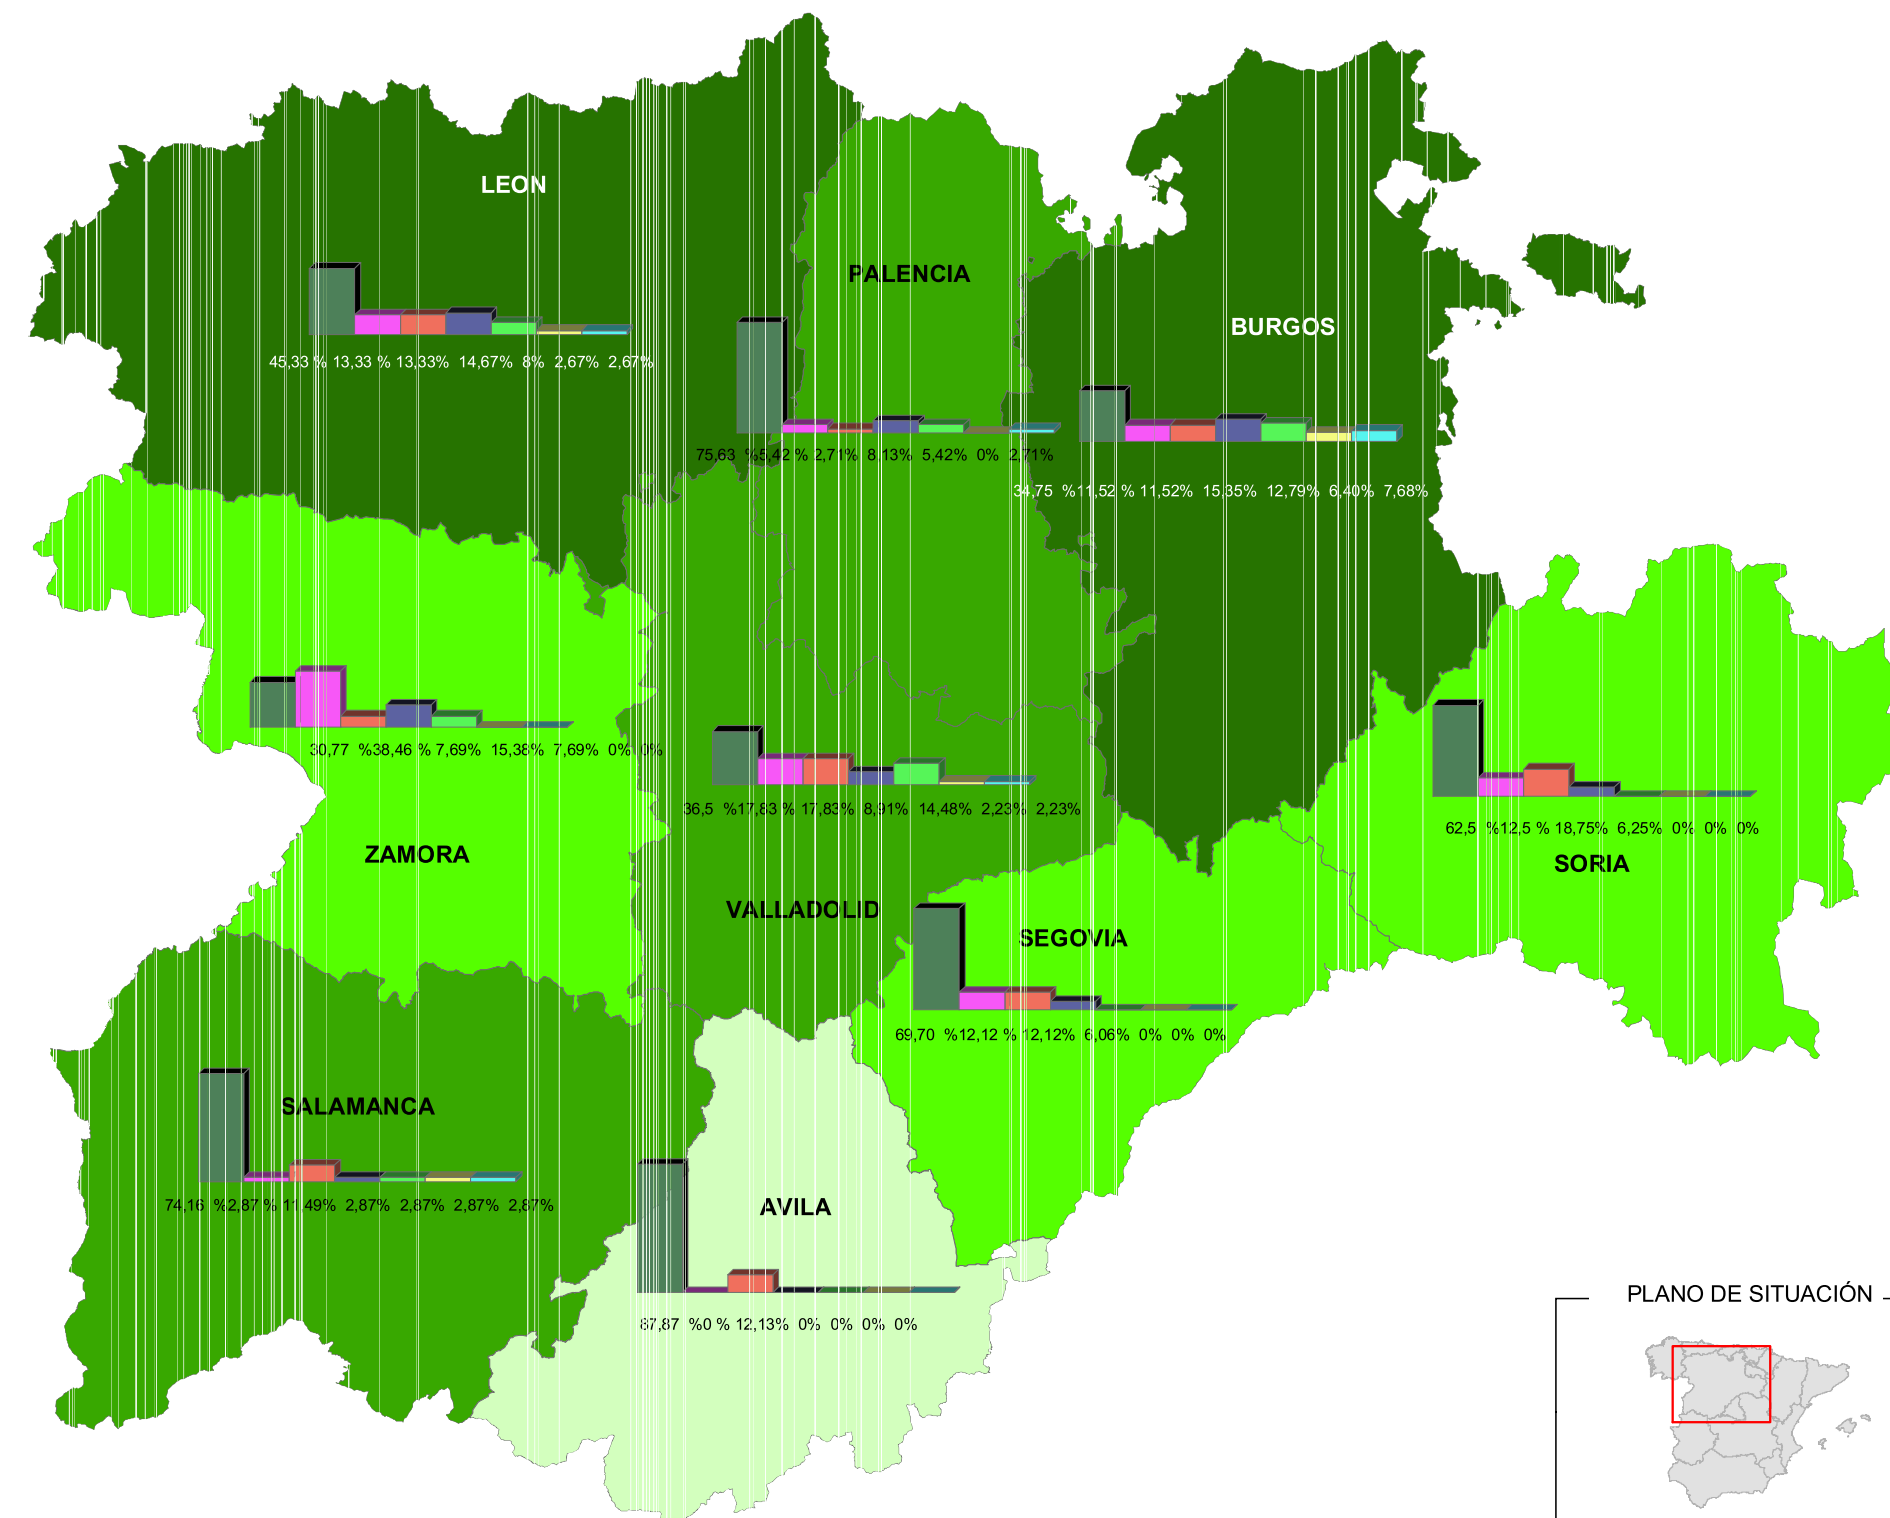 LEON
PALENCIA
BURGOS
45,33 % 13,33 % 13,33% 14,67% 8% 2,67% 2,67%
75,63 %5,42 % 2,71% 8,13% 5,42% 0% 2,71%
34,75 %11,52 % 11,52% 15,35% 12,79% 6,40% 7,68%
30,77 %38,46 % 7,69% 15,38% 7,69% 0% 0%
36,5 %17,83 % 17,83% 8,91% 14,48% 2,23% 2,23%
62,5 %12,5 % 18,75% 6,25% 0% 0% 0%
ZAMORA
SORIA
VALLADOLID
SEGOVIA
69,70 %12,12 % 12,12% 6,06% 0% 0% 0%
SALAMANCA
74,16 %2,87 % 11,49% 2,87% 2,87% 2,87% 2,87%
AVILA
87,87 %0 % 12,13% 0% 0% 0% 0%
PLANO DE SITUACIÓN